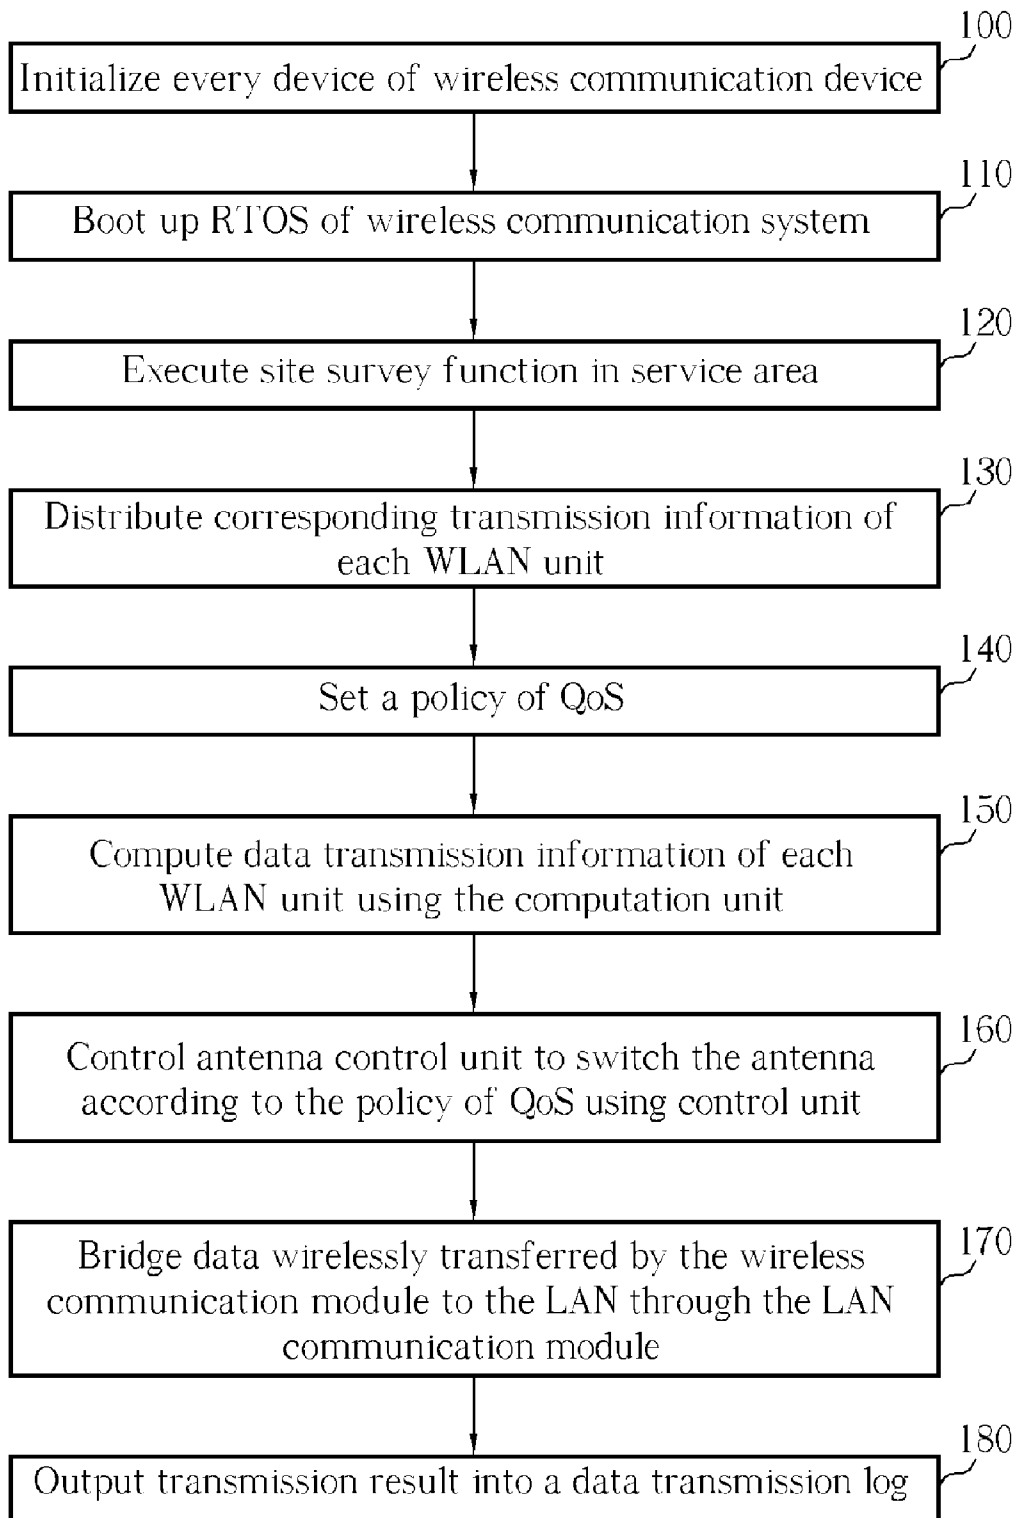 100
Initialize every device of wireless communication device
110
Boot up RTOS of wireless communication system
120
Execute site survey function in service area
130
Distribute corresponding transmission information of
each WLAN unit
140
Set a policy of QoS
150
Compute data transmission information of each
WLAN unit using the computation unit
160
Control antenna control unit to switch the antenna
according to the policy of QoS using control unit
170
Bridge data wirelessly transferred by the wireless
communication module to the LAN through the LAN
communication module
180
Output transmission result into a data transmission log